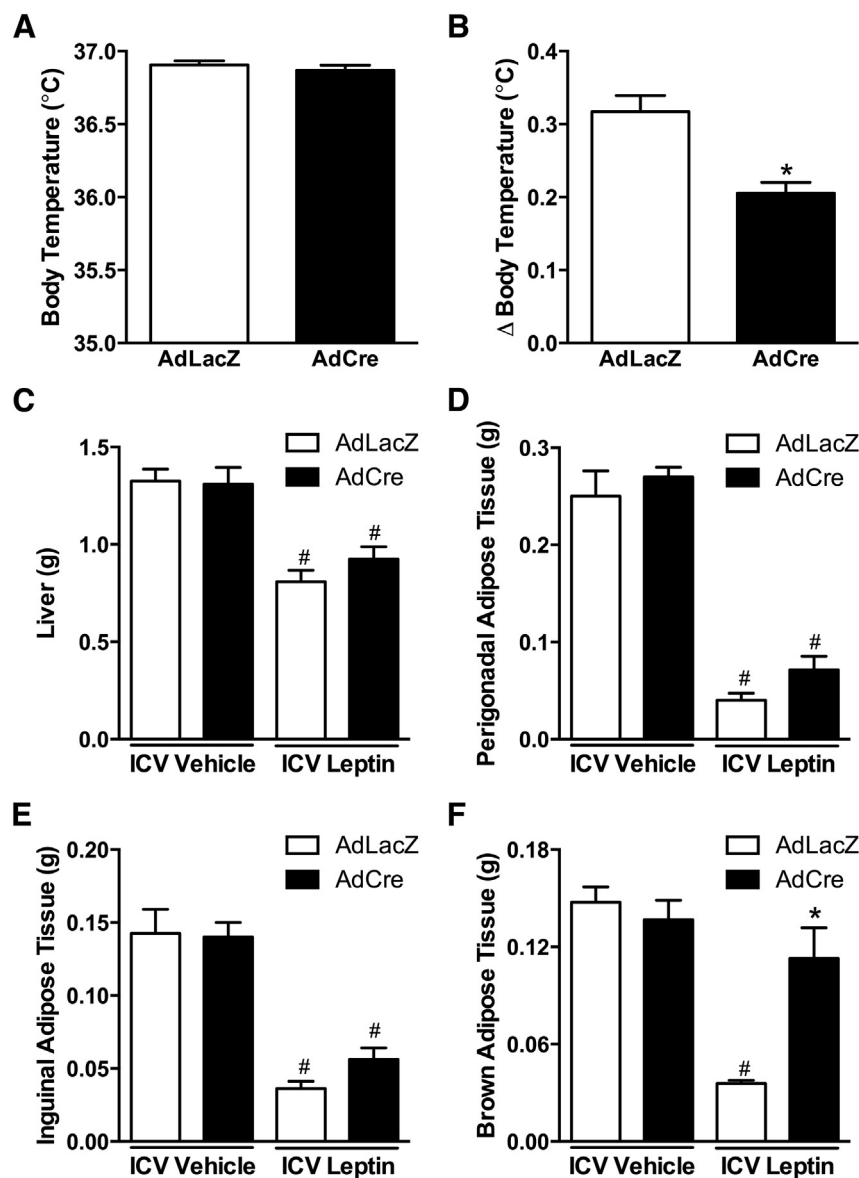 A
Body Temperature (°C)
37.0
36.5
36.0
35.5
35.0
AdLacZ AdCre
B
Δ Body Temperature (°C)
0.4
0.3
0.2
0.1
0.0
*
AdLacZ AdCre
C
Liver (g)
1.5
1.0
0.5
0.0
AdLacZ
AdCre
# #
ICV Vehicle ICV Leptin
D
Perigonadal Adipose Tissue (g)
0.3
0.2
0.1
0.0
AdLacZ
AdCre
# #
ICV Vehicle ICV Leptin
E
Inguinal Adipose Tissue (g)
0.20
0.15
0.10
0.05
0.00
AdLacZ
AdCre
# #
ICV Vehicle ICV Leptin
F
Brown Adipose Tissue (g)
0.18
0.12
0.06
0.00
AdLacZ
AdCre
# *
ICV Vehicle ICV Leptin